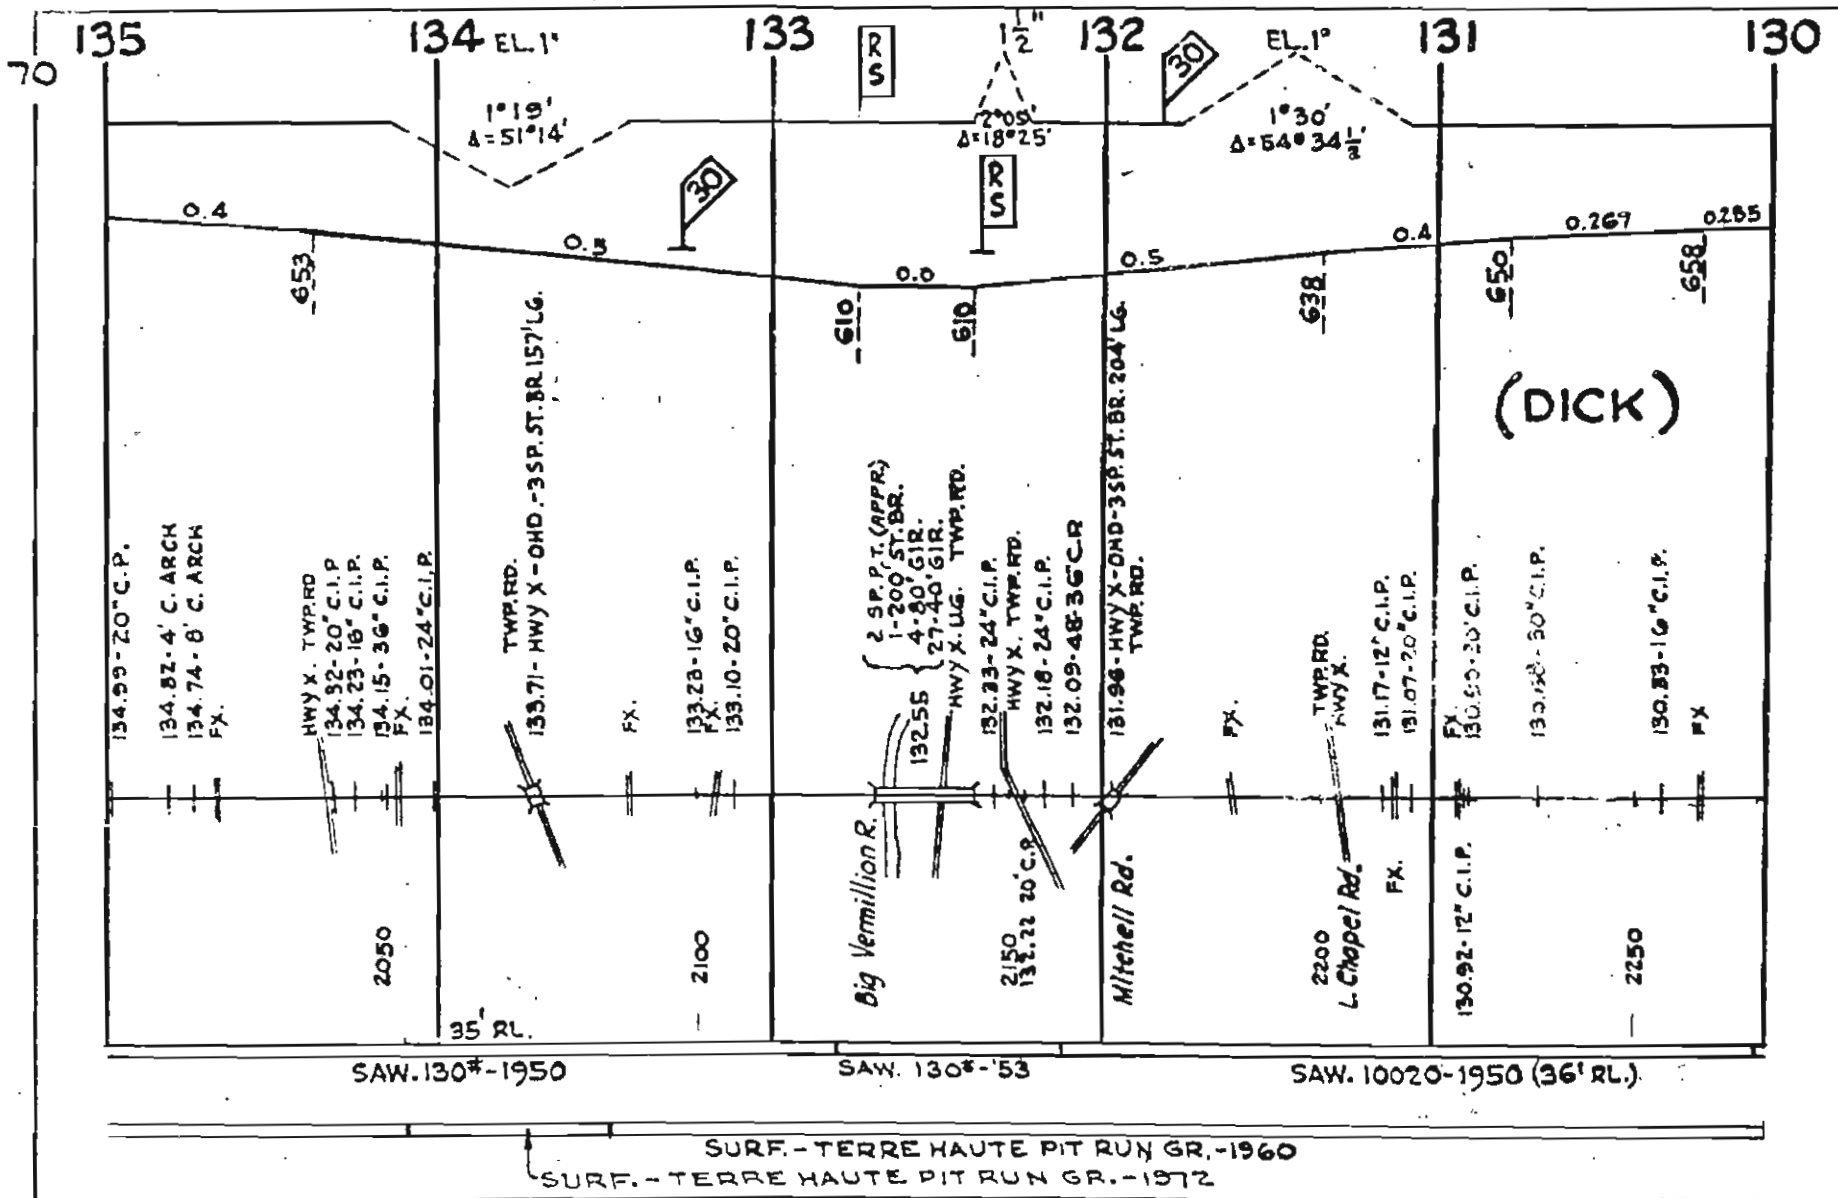 135
134
EL. 1"
133
R S
1½"
132
30
EL. 1°
131
130
70
1°19'
Δ=51°14'
2°05'
Δ=18°25'
1°30'
Δ=54°34½'
30
R S
0.4
0.5
0.0
0.5
0.4
0.267
0.285
653
610
610
638
650
658
(DICK)
134.99-20" C.P.
134.82-4' C. ARCH
134.74-8' C. ARCH
FX.
HWY X. TWP.RD
134.32-20" C.I.P
134.23-16" C.I.P.
134.15-36" C.I.P.
FX.
134.01-24" C.I.P.
TWP.RD.
133.71-HWY X-OHD.-3SP.ST.BR.157'LG.
FX.
133.23-16" C.I.P.
FX.
133.10-20" C.I.P.
132.55
2 SP. P.T. (APPR.)
1-200' ST. BR.
4-80' GIR.
27-40' GIR.
HWY X. U.G. TWP. RD.
132.33-24" C.I.P.
HWY X. TWP. RD.
132.18-24" C.I.P.
132.09-48-36" C.P.
131.96-HWY X-OHD-3SP.ST.BR.204'LG.
TWP. RD.
FX.
TWP.RD.
HWY X.
131.17-12" C.I.P.
131.07-20" C.I.P.
FX.
20" C.I.P.
30" C.I.P.
130.33-16" C.I.P.
FX
Big Vermillion R.
132.22 20" C.P.
Mitchell Rd.
L. Chapel Rd.
FX.
130.92-12" C.I.P.
2050
2100
2150
2200
2250
35' RL.
SAW. 130#-1950
SAW. 130#-'53
SAW. 10020-1950 (36' RL.)
SURF.-TERRE HAUTE PIT RUN GR.-1960
SURF.-TERRE HAUTE PIT RUN GR.-1972